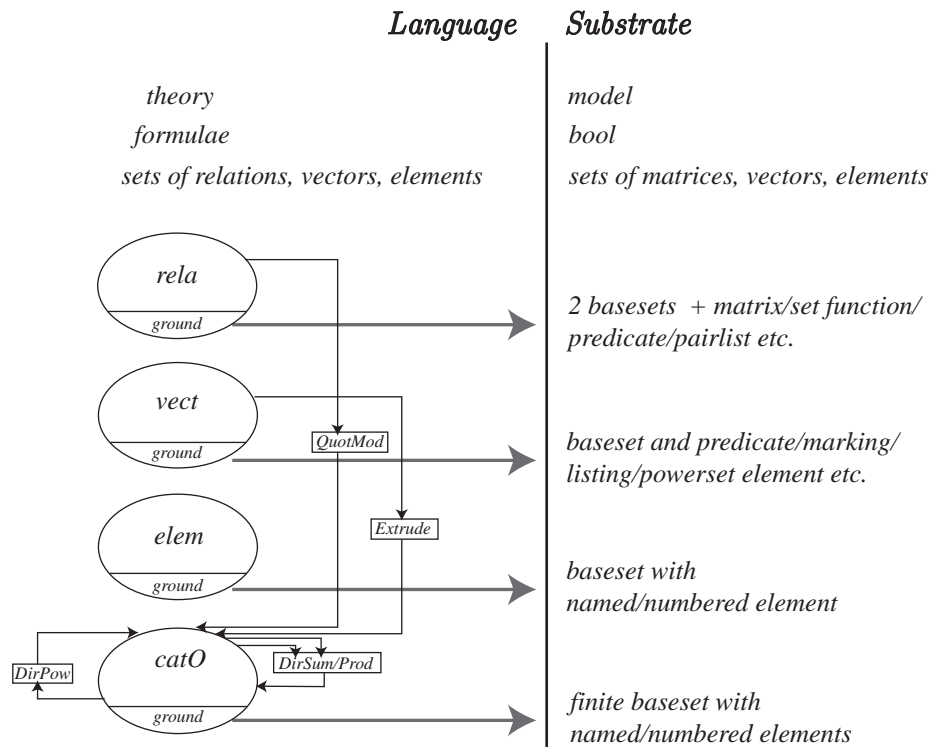 Language Substrate
theory model
formulae bool
sets of relations, vectors, elements sets of matrices, vectors, elements
rela
ground
2 basesets + matrix/set function/
predicate/pairlist etc.
vect
QuotMod
ground
baseset and predicate/marking/
listing/powerset element etc.
Extrude
elem
ground
baseset with
named/numbered element
catO
DirPow
DirSum/Prod
ground
finite baseset with
named/numbered elements